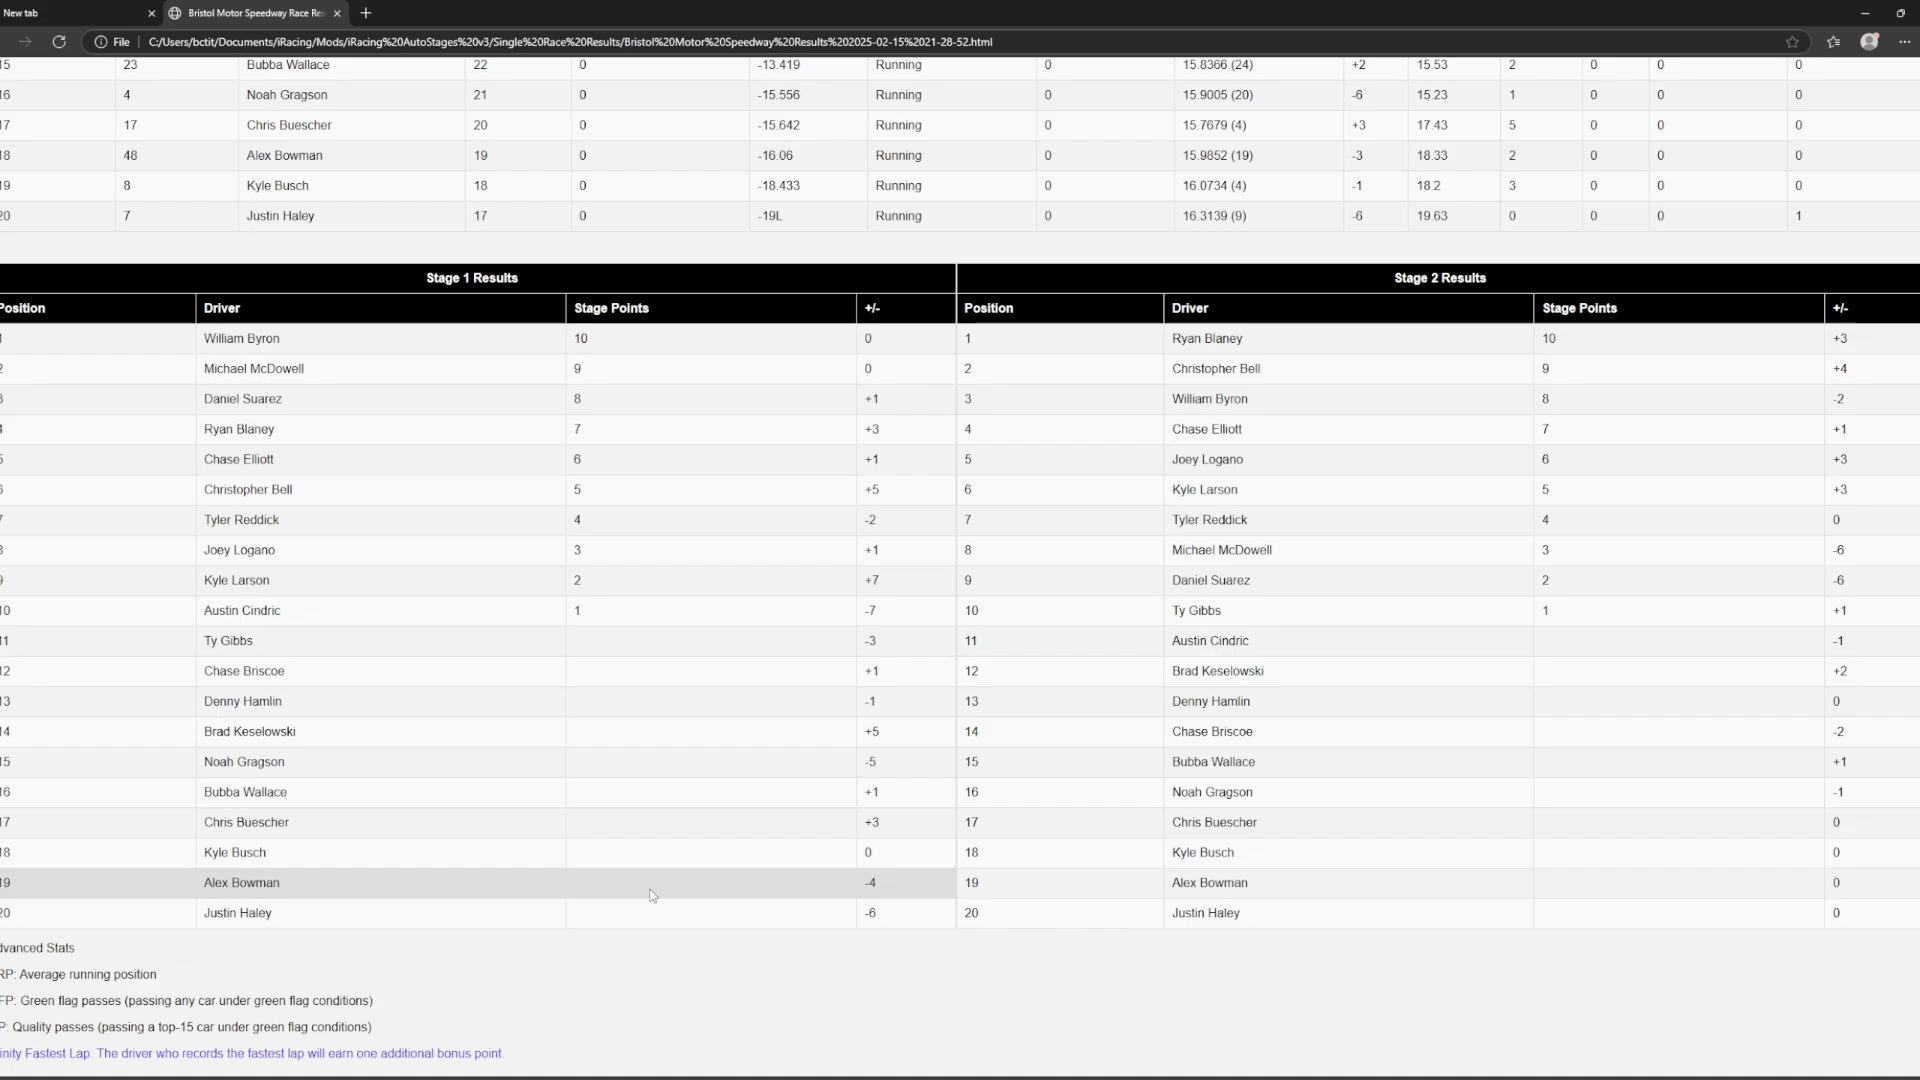 New tab
Bristol Motor Speedway Race Res
File C:/Users/bctit/Documents/iRacing/Mods/iRacing%20AutoStages%20v3/Single%20Race%20Results/Bristol%20Motor%20Speedway%20Results%202025-02-15%2021-28-52.html
5 23 Bubba Wallace 22 0 -13.419 Running 0 15.8366 (24) +2 15.53 2 0 0 0
6 4 Noah Gragson 21 0 -15.556 Running 0 15.9005 (20) -6 15.23 1 0 0 0
7 17 Chris Buescher 20 0 -15.642 Running 0 15.7679 (4) +3 17.43 5 0 0 0
8 48 Alex Bowman 19 0 -16.06 Running 0 15.9852 (19) -3 18.33 2 0 0 0
9 8 Kyle Busch 18 0 -18.433 Running 0 16.0734 (4) -1 18.2 3 0 0 0
20 7 Justin Haley 17 0 -19L Running 0 16.3139 (9) -6 19.63 0 0 0 1
Stage 1 Results Stage 2 Results
Position Driver Stage Points +/- Position Driver Stage Points +/-
William Byron 10 0 1 Ryan Blaney 10 +3
2 Michael McDowell 9 0 2 Christopher Bell 9 +4
3 Daniel Suarez 8 +1 3 William Byron 8 -2
4 Ryan Blaney 7 +3 4 Chase Elliott 7 +1
5 Chase Elliott 6 +1 5 Joey Logano 6 +3
6 Christopher Bell 5 +5 6 Kyle Larson 5 +3
7 Tyler Reddick 4 -2 7 Tyler Reddick 4 0
8 Joey Logano 3 +1 8 Michael McDowell 3 -6
9 Kyle Larson 2 +7 9 Daniel Suarez 2 -6
10 Austin Cindric 1 -7 10 Ty Gibbs 1 +1
11 Ty Gibbs -3 11 Austin Cindric -1
12 Chase Briscoe +1 12 Brad Keselowski +2
13 Denny Hamlin -1 13 Denny Hamlin 0
14 Brad Keselowski +5 14 Chase Briscoe -2
15 Noah Gragson -5 15 Bubba Wallace +1
16 Bubba Wallace +1 16 Noah Gragson -1
17 Chris Buescher +3 17 Chris Buescher 0
18 Kyle Busch 0 18 Kyle Busch 0
19 Alex Bowman -4 19 Alex Bowman 0
20 Justin Haley -6 20 Justin Haley 0
dvanced Stats
RP: Average running position
FP: Green flag passes (passing any car under green flag conditions)
P: Quality passes (passing a top-15 car under green flag conditions)
inity Fastest Lap: The driver who records the fastest lap will earn one additional bonus point.